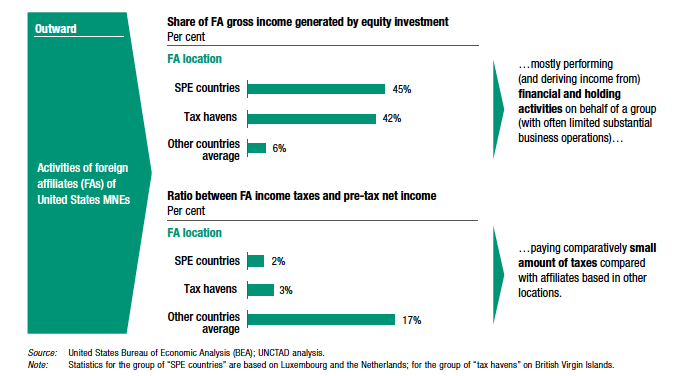 Outward
Activities of foreign
affiliates (FAs) of
United States MNEs
Share of FA gross income generated by equity investment
Per cent
FA location
SPE countries
45%
Tax havens
42%
Other countries
average
6%
…mostly performing
(and deriving income from)
financial and holding
activities on behalf of a group
(with often limited substantial
business operations)…
Ratio between FA income taxes and pre-tax net income
Per cent
FA location
SPE countries
2%
Tax havens
3%
Other countries
average
17%
…paying comparatively small
amount of taxes compared
with affiliates based in other
locations.
Source: United States Bureau of Economic Analysis (BEA); UNCTAD analysis.
Note: Statistics for the group of “SPE countries” are based on Luxembourg and the Netherlands; for the group of “tax havens” on British Virgin Islands.